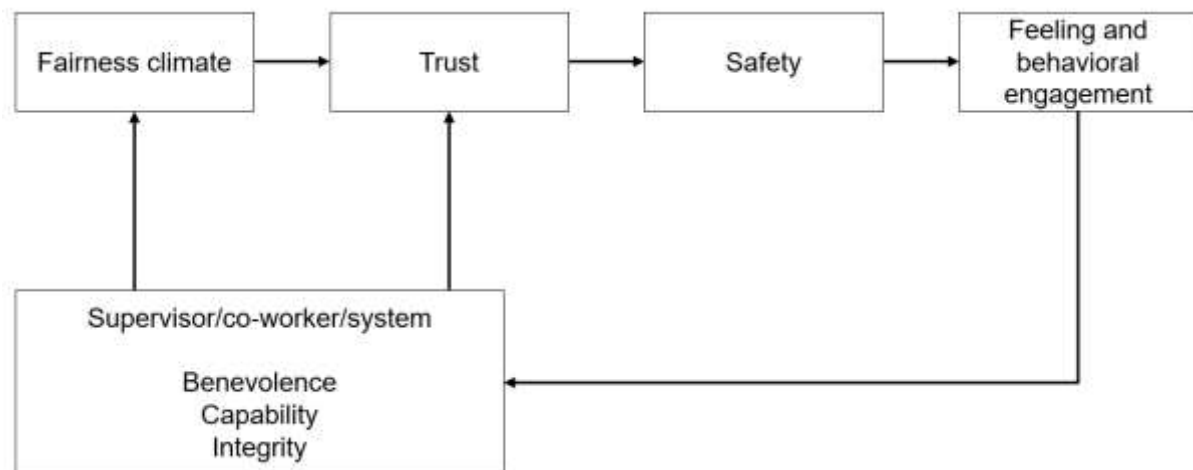 Fairness climate
Trust
Safety
Feeling and
behavioral
engagement
Supervisor/co-worker/system
Benevolence
Capability
Integrity